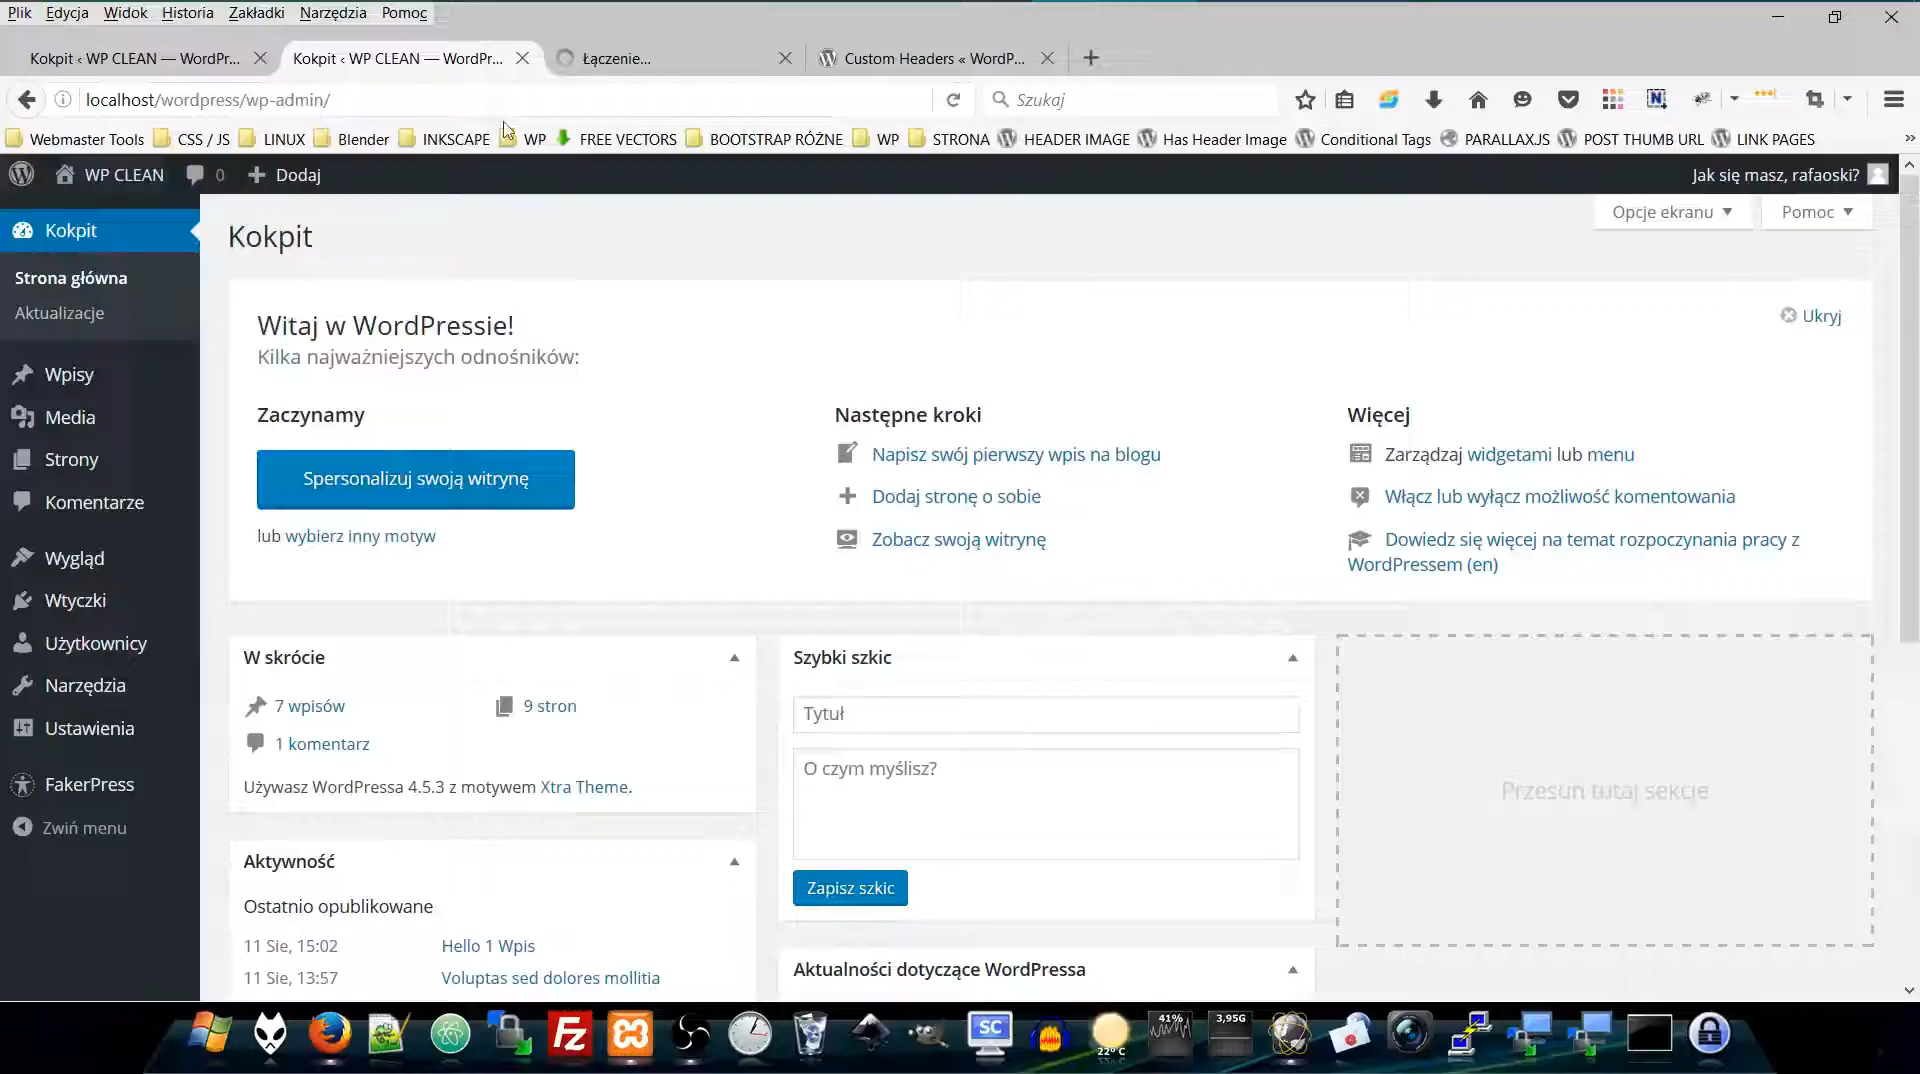 Plik Edycja Widok Historia Zakładki Narzędzia Pomoc
Kokpit ‹ WP CLEAN — WordPr...
Kokpit ‹ WP CLEAN — WordPr...
Łączenie...
Custom Headers « WordP...
localhost/wordpress/wp-admin/
Szukaj
Webmaster Tools CSS / JS LINUX Blender INKSCAPE WP FREE VECTORS BOOTSTRAP RÓŻNE WP STRONA HEADER IMAGE Has Header Image Conditional Tags PARALLAX.JS POST THUMB URL LINK PAGES
WP CLEAN 0 Dodaj
Jak się masz, rafaoski?
Opcje ekranu
Pomoc
Kokpit
Strona główna
Aktualizacje
Wpisy
Media
Strony
Komentarze
Wygląd
Wtyczki
Użytkownicy
Narzędzia
Ustawienia
FakerPress
Zwiń menu
Kokpit
Witaj w WordPressie!
Kilka najważniejszych odnośników:
Ukryj
Zaczynamy
Spersonalizuj swoją witrynę
lub wybierz inny motyw
Następne kroki
Napisz swój pierwszy wpis na blogu
Dodaj stronę o sobie
Zobacz swoją witrynę
Więcej
Zarządzaj widgetami lub menu
Włącz lub wyłącz możliwość komentowania
Dowiedz się więcej na temat rozpoczynania pracy z
WordPressem (en)
W skrócie
7 wpisów
9 stron
1 komentarz
Używasz WordPressa 4.5.3 z motywem Xtra Theme.
Aktywność
Ostatnio opublikowane
11 Sie, 15:02 Hello 1 Wpis
11 Sie, 13:57 Voluptas sed dolores mollitia
Szybki szkic
Tytuł
O czym myślisz?
Zapisz szkic
Aktualności dotyczące WordPressa
Przesuń tutaj sekcje
Fz
SC
22° C
41%
3,95G